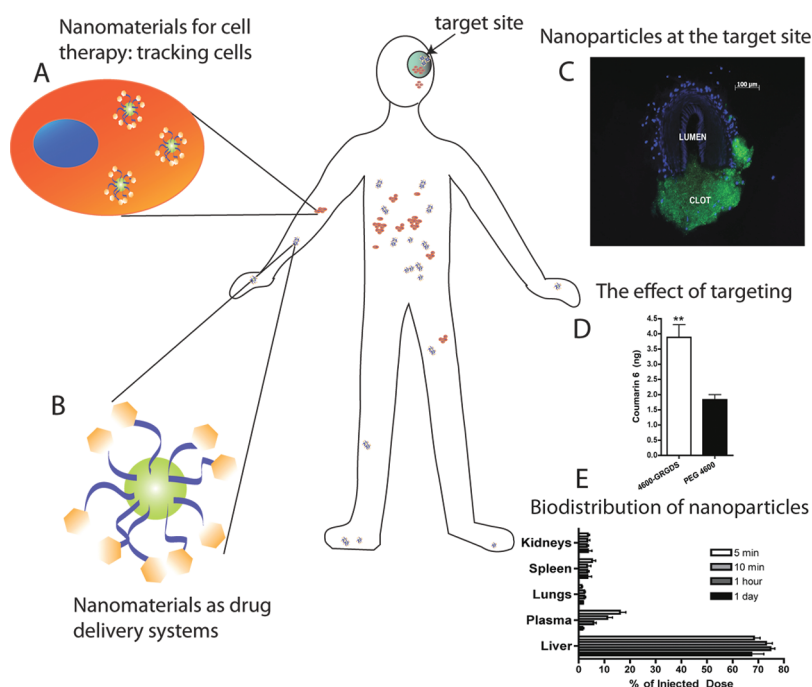 Nanomaterials for cell
therapy: tracking cells
A
target site
Nanoparticles at the target site
C
100 µm
LUMEN
CLOT
The effect of targeting
D
**
Coumarin 6 (ng)
4.5
4.0
3.5
3.0
2.5
2.0
1.5
1.0
0.5
0.0
4600-GRGDS
PEG 4600
B
Nanomaterials as drug
delivery systems
E
Biodistribution of nanoparticles
Kidneys
Spleen
Lungs
Plasma
Liver
5 min
10 min
1 hour
1 day
0 10 20 30 40 50 60 70 80
% of Injected Dose